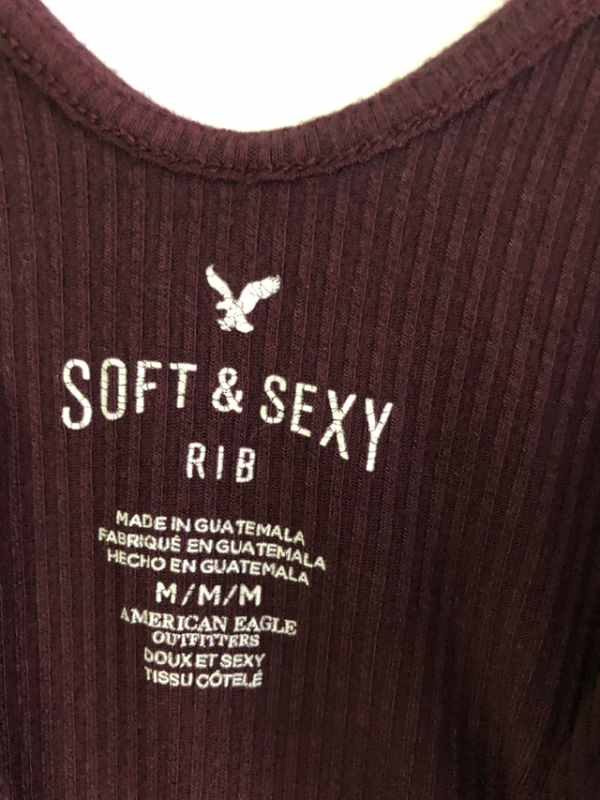 SOFT & SEXY
RIB
MADE IN GUATEMALA
FABRIQUÉ EN GUATEMALA
HECHO EN GUATEMALA
M/M/M
AMERICAN EAGLE
OUTFITTERS
DOUX ET SEXY
TISSU CÔTELÉ